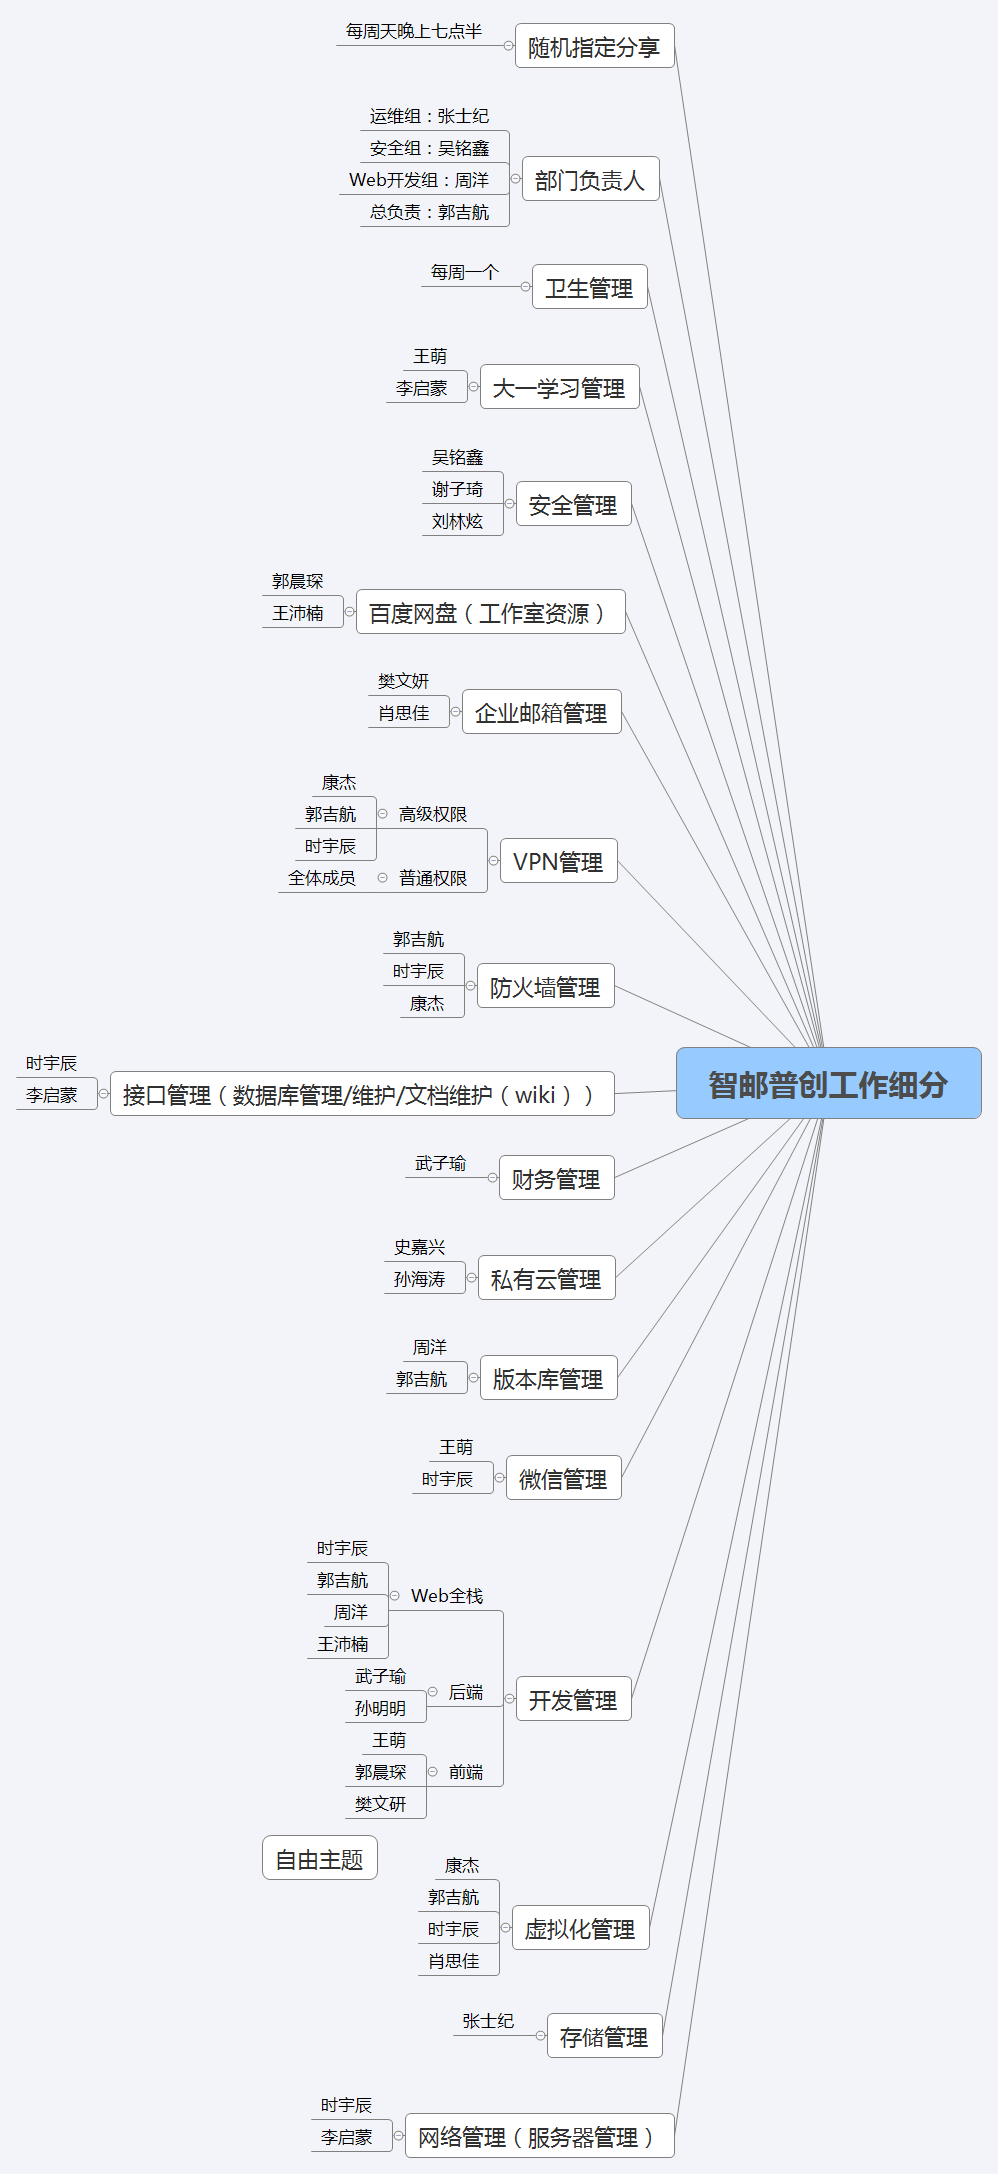 每周天晚上七点半
随机指定分享
运维组：张士纪
安全组：吴铭鑫
Web开发组：周洋
总负责：郭吉航
部门负责人
每周一个
卫生管理
王萌
李启蒙
大一学习管理
吴铭鑫
谢子琦
刘林炫
安全管理
郭晨琛
王沛楠
百度网盘（工作室资源）
樊文妍
肖思佳
企业邮箱管理
康杰
郭吉航
时宇辰
高级权限
全体成员
普通权限
VPN管理
郭吉航
时宇辰
康杰
防火墙管理
智邮普创工作细分
时宇辰
李启蒙
接口管理（数据库管理/维护/文档维护（wiki））
武子瑜
财务管理
史嘉兴
孙海涛
私有云管理
周洋
郭吉航
版本库管理
王萌
时宇辰
微信管理
时宇辰
郭吉航
周洋
王沛楠
Web全栈
武子瑜
孙明明
后端
王萌
郭晨琛
樊文研
前端
开发管理
自由主题
康杰
郭吉航
时宇辰
肖思佳
虚拟化管理
张士纪
存储管理
时宇辰
李启蒙
网络管理（服务器管理）